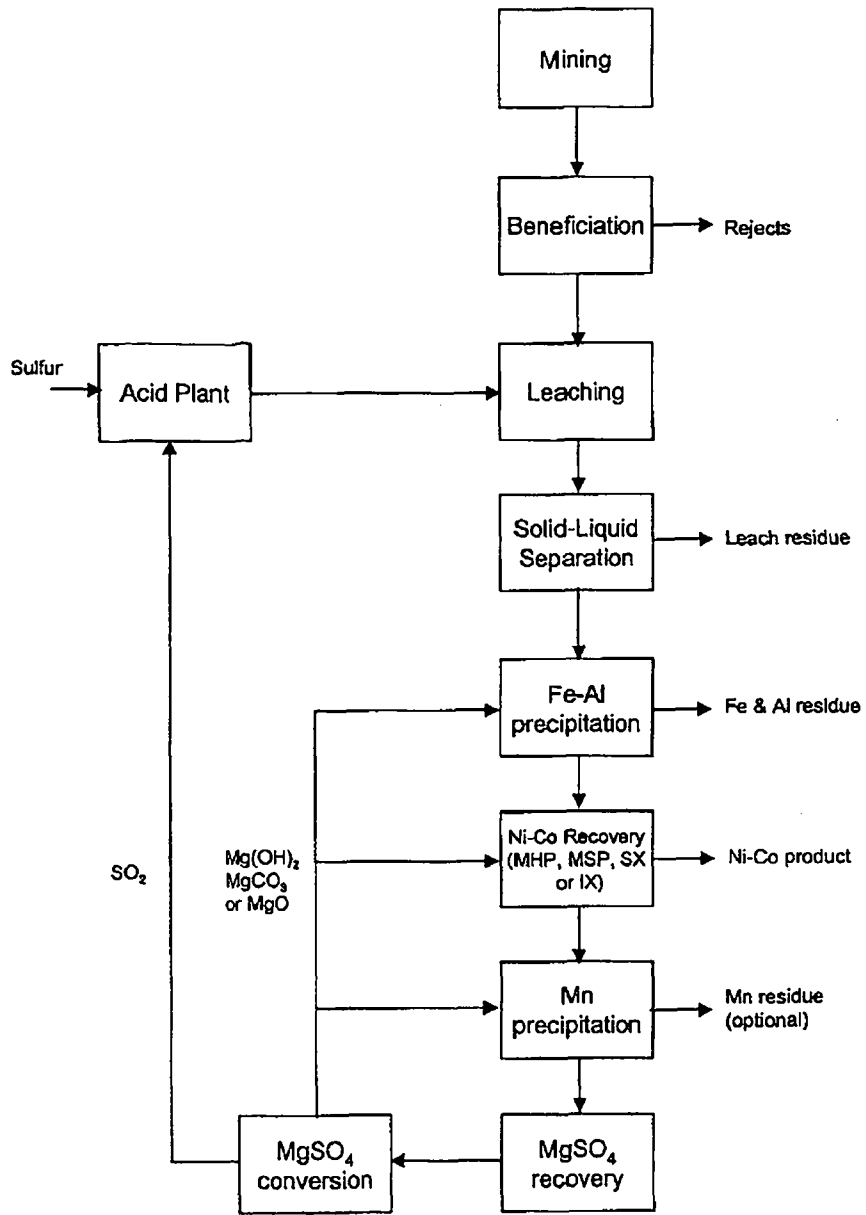 Mining
Beneficiation
Rejects
Sulfur
Acid Plant
Leaching
Solid-Liquid
Separation
Leach residue
Fe-Al
precipitation
Fe & Al residue
Ni-Co Recovery
(MHP, MSP, SX
or IX)
Ni-Co product
SO₂
Mg(OH)₂
MgCO₃
or MgO
Mn
precipitation
Mn residue
(optional)
MgSO₄
conversion
MgSO₄
recovery